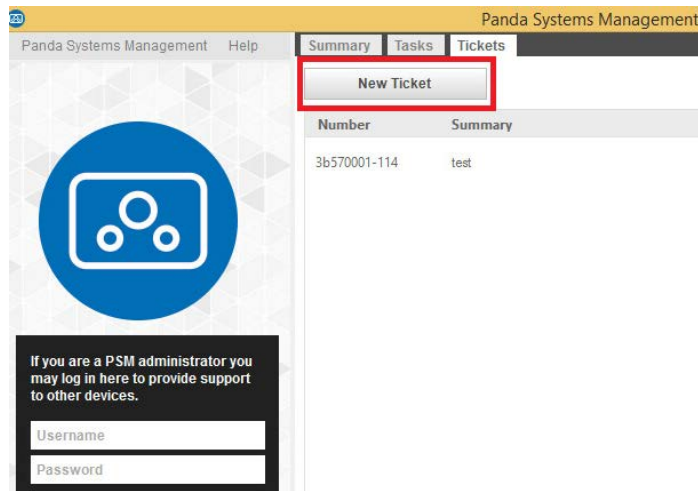 Panda Systems Management
Panda Systems Management Help
Summary Tasks Tickets
New Ticket
Number Summary
3b570001-114 test
If you are a PSM administrator you
may log in here to provide support
to other devices.
Username
Password